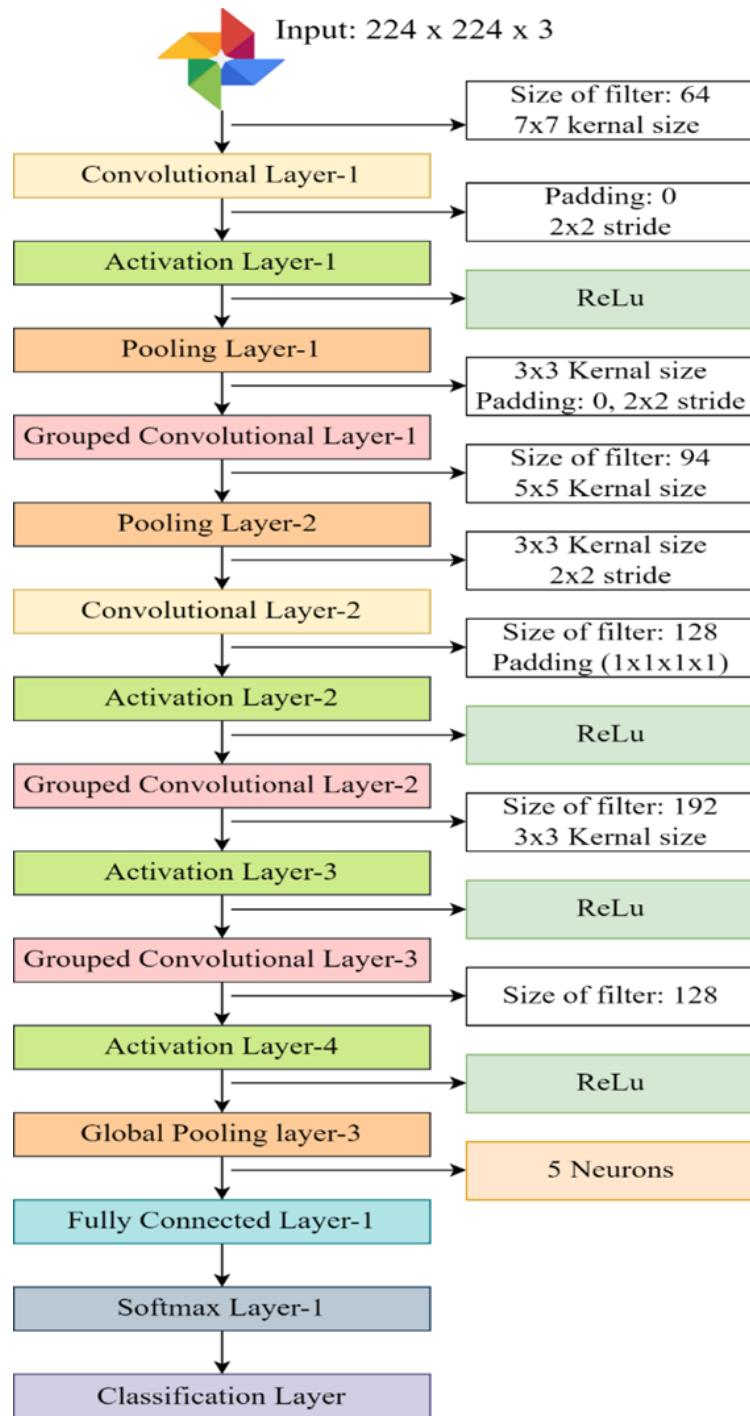 Input: 224 x 224 x 3
Size of filter: 64
7x7 kernal size
Convolutional Layer-1
Padding: 0
2x2 stride
Activation Layer-1
ReLu
Pooling Layer-1
3x3 Kernal size
Padding: 0, 2x2 stride
Grouped Convolutional Layer-1
Size of filter: 94
5x5 Kernal size
Pooling Layer-2
3x3 Kernal size
2x2 stride
Convolutional Layer-2
Size of filter: 128
Padding (1x1x1x1)
Activation Layer-2
ReLu
Grouped Convolutional Layer-2
Size of filter: 192
3x3 Kernal size
Activation Layer-3
ReLu
Grouped Convolutional Layer-3
Size of filter: 128
Activation Layer-4
ReLu
Global Pooling layer-3
5 Neurons
Fully Connected Layer-1
Softmax Layer-1
Classification Layer